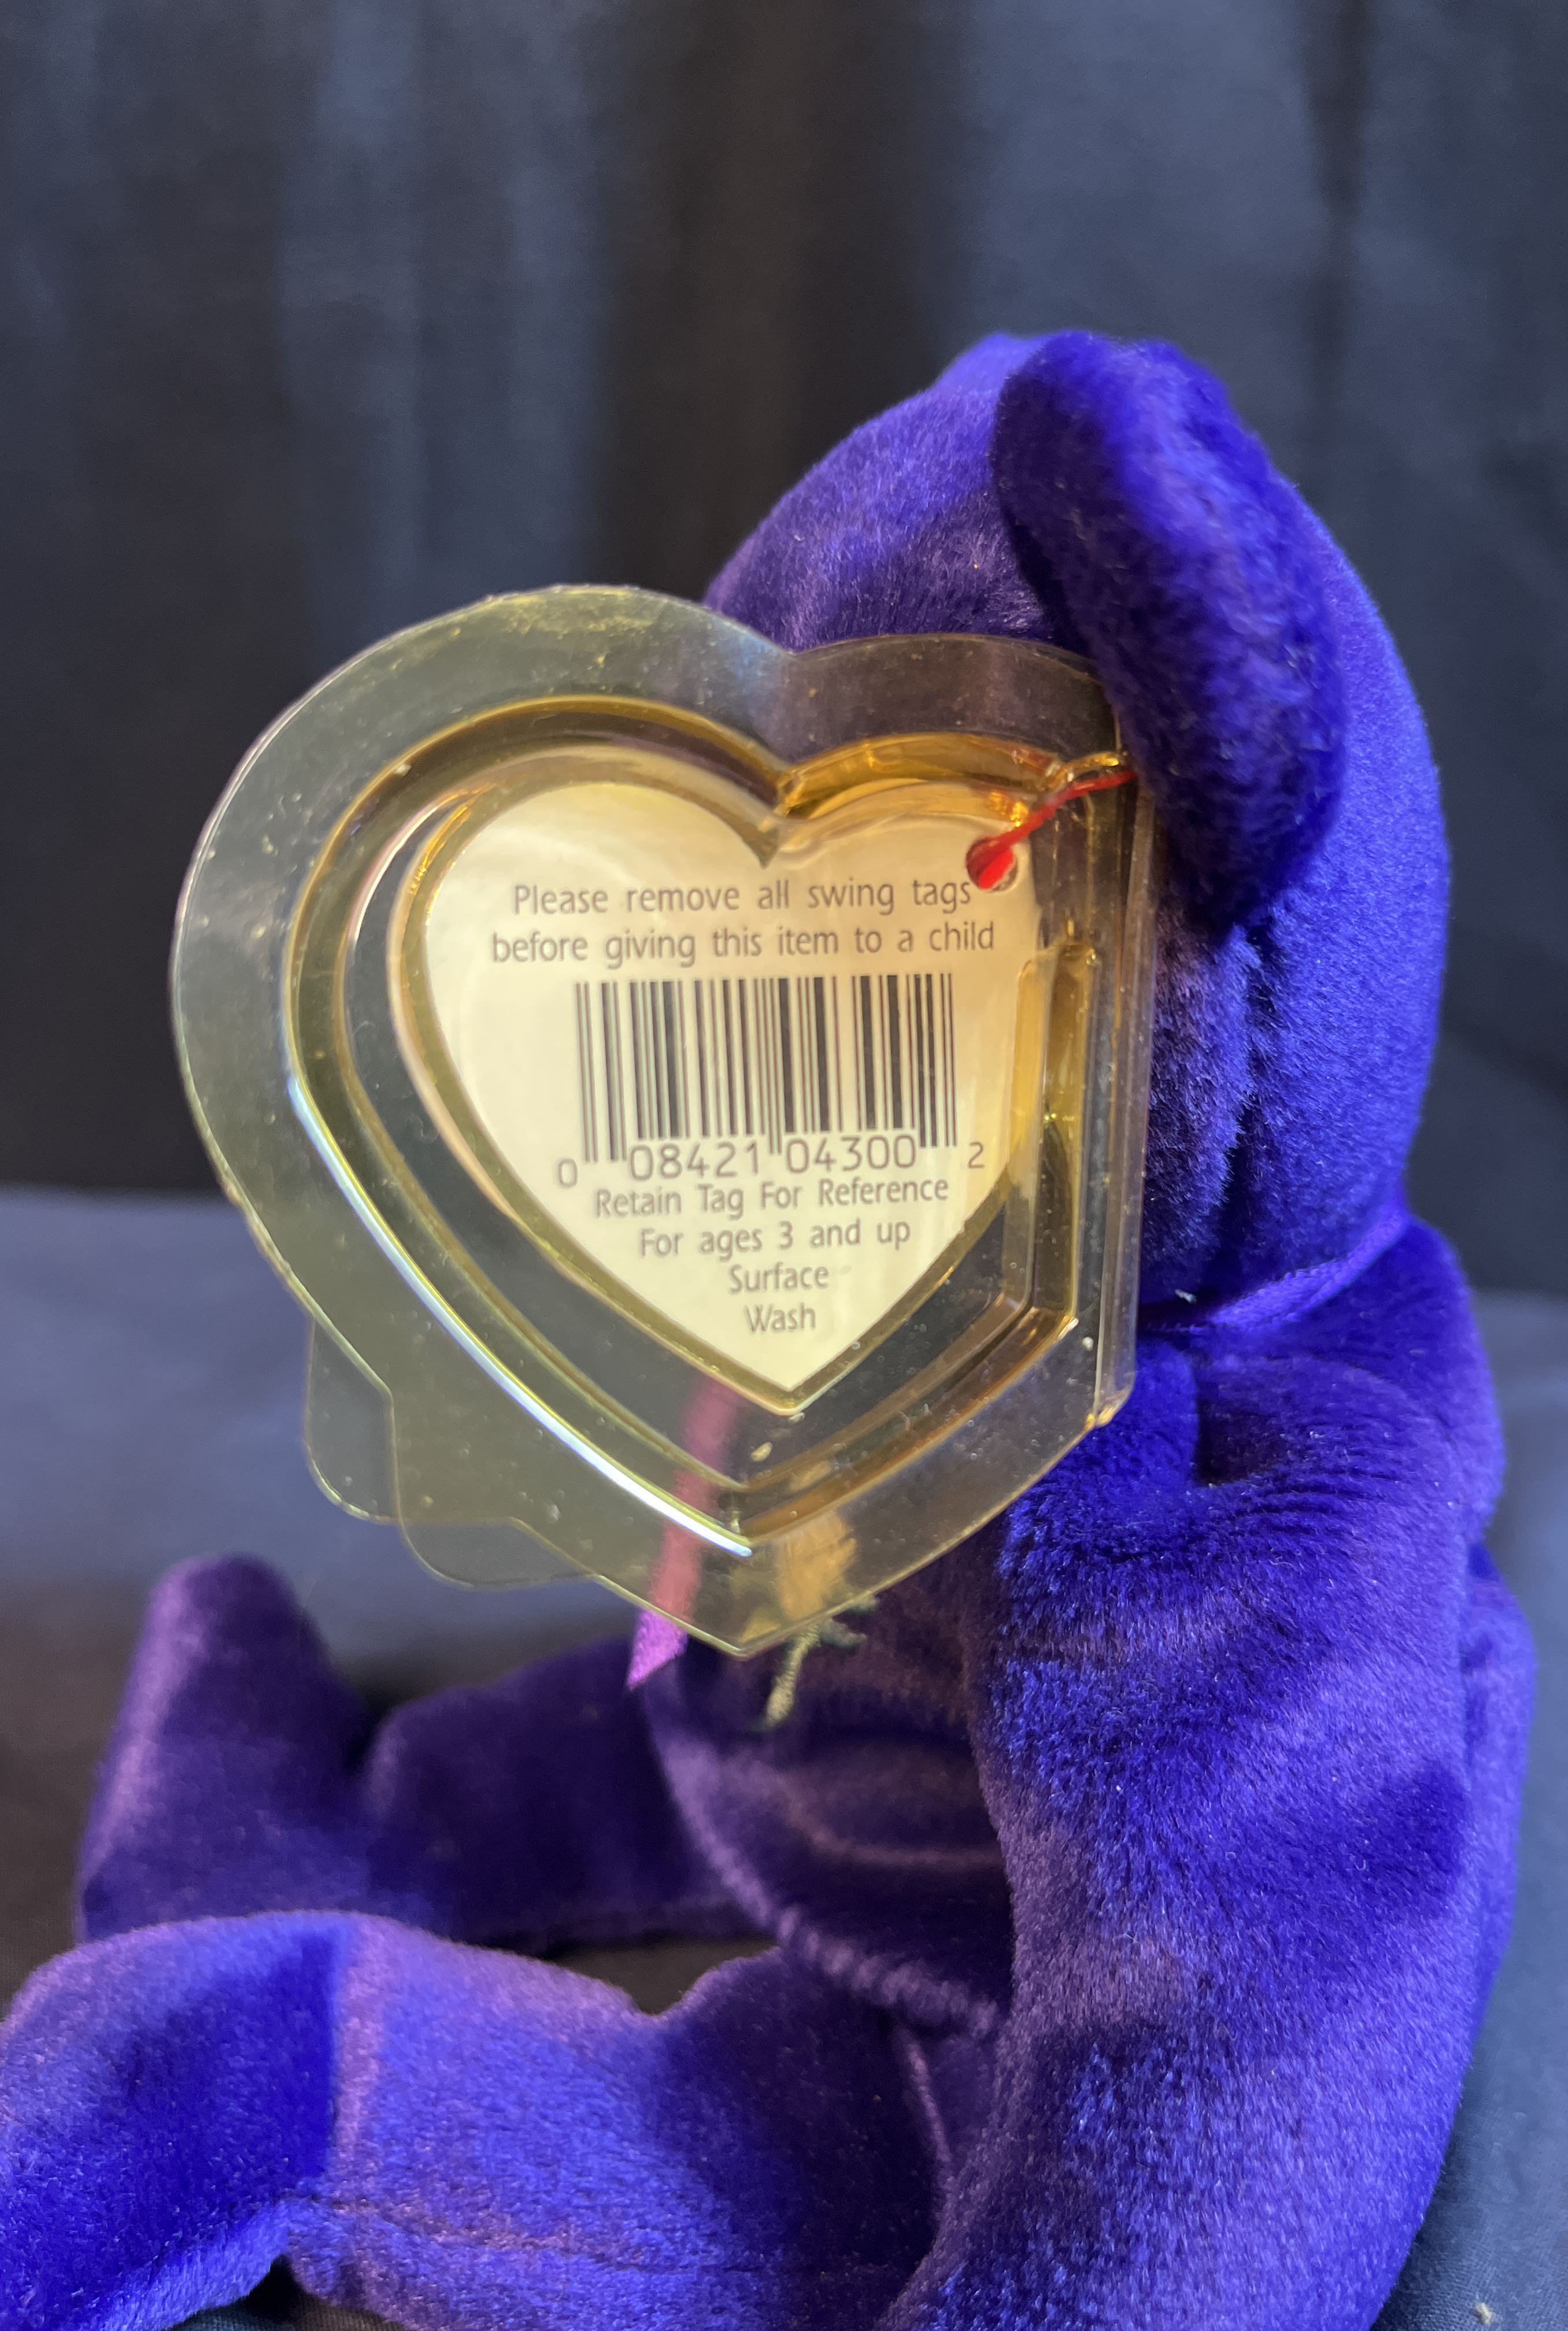 Please remove all swing tags
before giving this item to a child
0 08421 04300 2
Retain Tag For Reference
For ages 3 and up
Surface
Wash